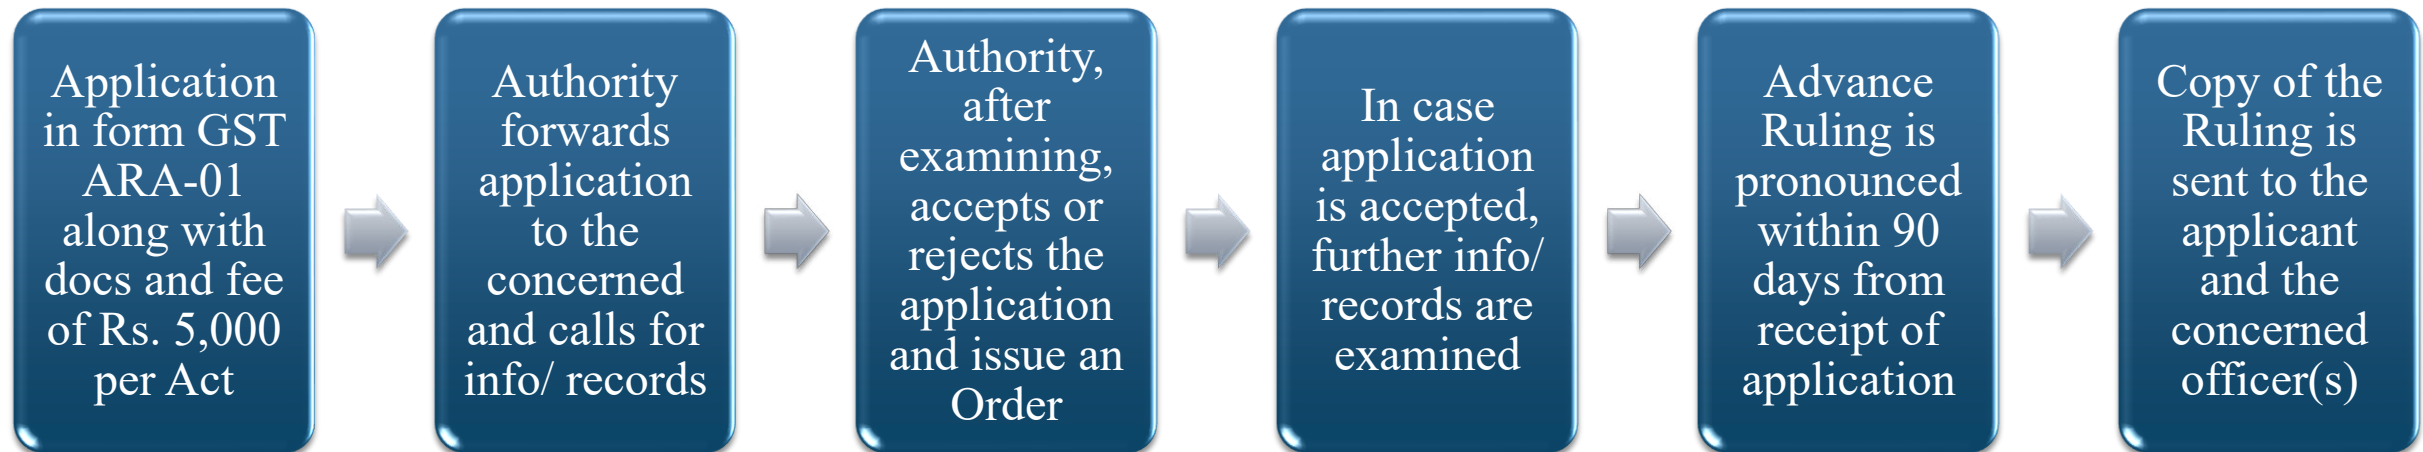 Application
in form GST
ARA-01
along with
docs and fee
of Rs. 5,000
per Act
Authority
forwards
application
to the
concerned
and calls for
info/ records
Authority,
after
examining,
accepts or
rejects the
application
and issue an
Order
In case
application
is accepted,
further info/
records are
examined
Advance
Ruling is
pronounced
within 90
days from
receipt of
application
Copy of the
Ruling is
sent to the
applicant
and the
concerned
officer(s)